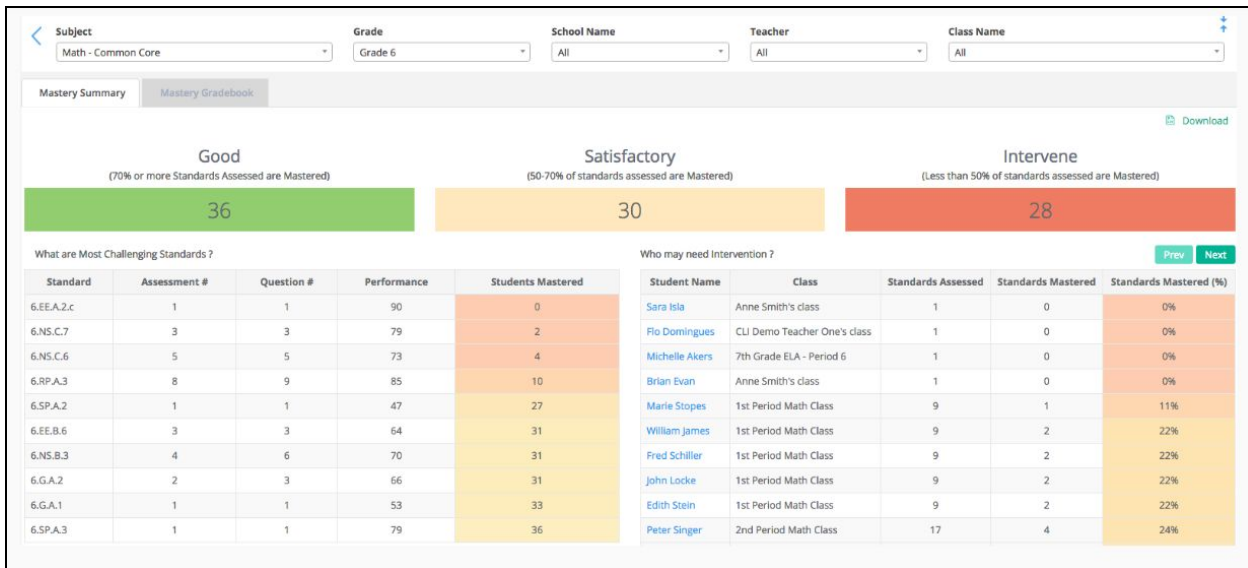 Subject Grade School Name Teacher Class Name
Math - Common Core Grade 6 All All All
Mastery Summary Mastery Gradebook
Download
Good Satisfactory Intervene
(70% or more Standards Assessed are Mastered) (50-70% of standards assessed are Mastered) (Less than 50% of standards assessed are Mastered)
36 30 28
What are Most Challenging Standards ?
Standard Assessment # Question # Performance Students Mastered
6.EE.A.2.c 1 1 90 0
6.NS.C.7 3 3 79 2
6.NS.C.6 5 5 73 4
6.RP.A.3 8 9 85 10
6.SP.A.2 1 1 47 27
6.EE.B.6 3 3 64 31
6.NS.B.3 4 6 70 31
6.G.A.2 2 3 66 31
6.G.A.1 1 1 53 33
6.SP.A.3 1 1 79 36
Who may need Intervention ? Prev Next
Student Name Class Standards Assessed Standards Mastered Standards Mastered (%)
Sara Isla Anne Smith's class 1 0 0%
Flo Domingues CLI Demo Teacher One's class 1 0 0%
Michelle Akers 7th Grade ELA - Period 6 1 0 0%
Brian Evan Anne Smith's class 1 0 0%
Marie Stopes 1st Period Math Class 9 1 11%
William James 1st Period Math Class 9 2 22%
Fred Schiller 1st Period Math Class 9 2 22%
John Locke 1st Period Math Class 9 2 22%
Edith Stein 1st Period Math Class 9 2 22%
Peter Singer 2nd Period Math Class 17 4 24%